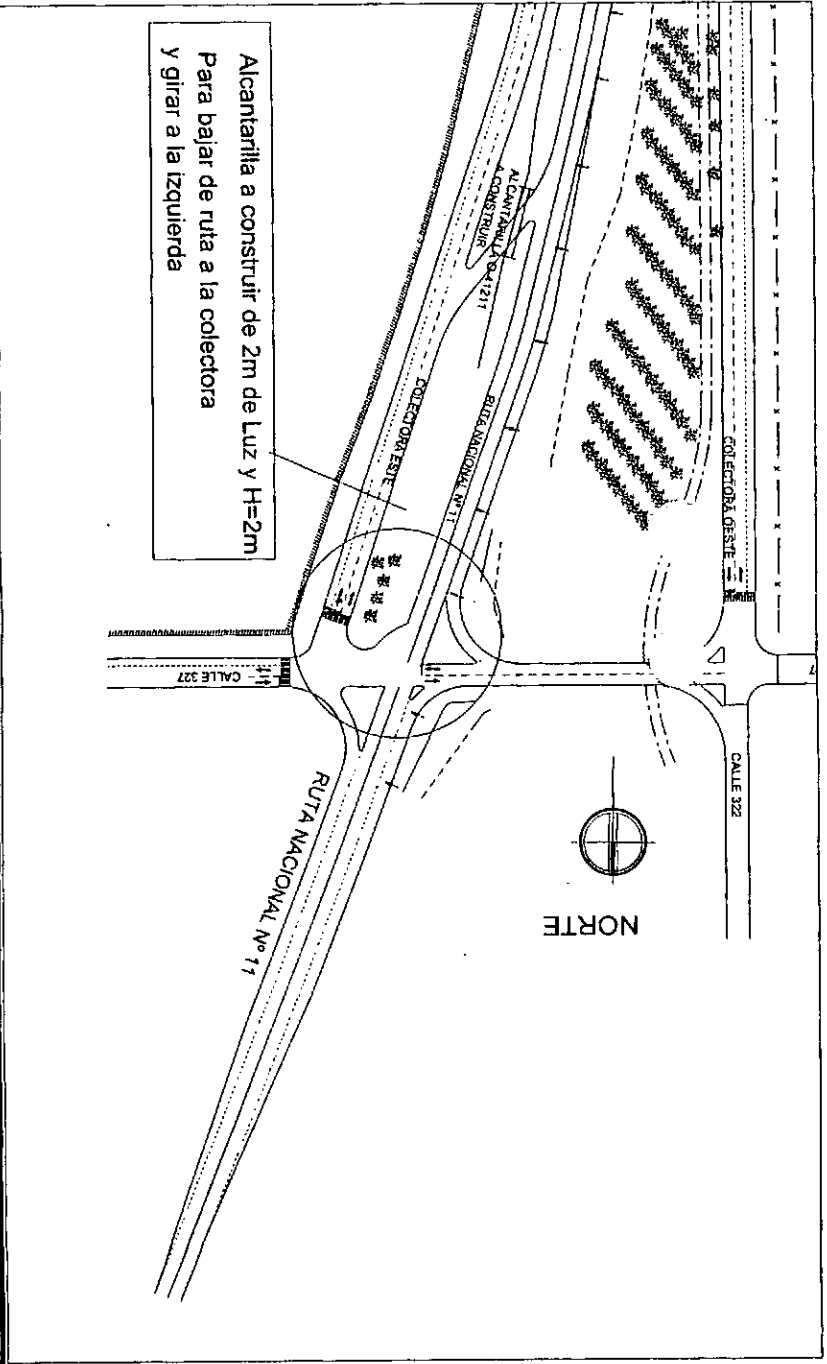 Alcantarilla a construir de 2m de Luz y H=2m
Para bajar de ruta a la colectora
y girar a la izquierda
ALCANTARILLA O-41211
A CONSTRUIR
COLECTORA ESTE
RUTA NACIONAL Nº 11
COLECTORA OESTE
CALLE 327
CALLE 322
RUTA NACIONAL Nº 11
NORTE